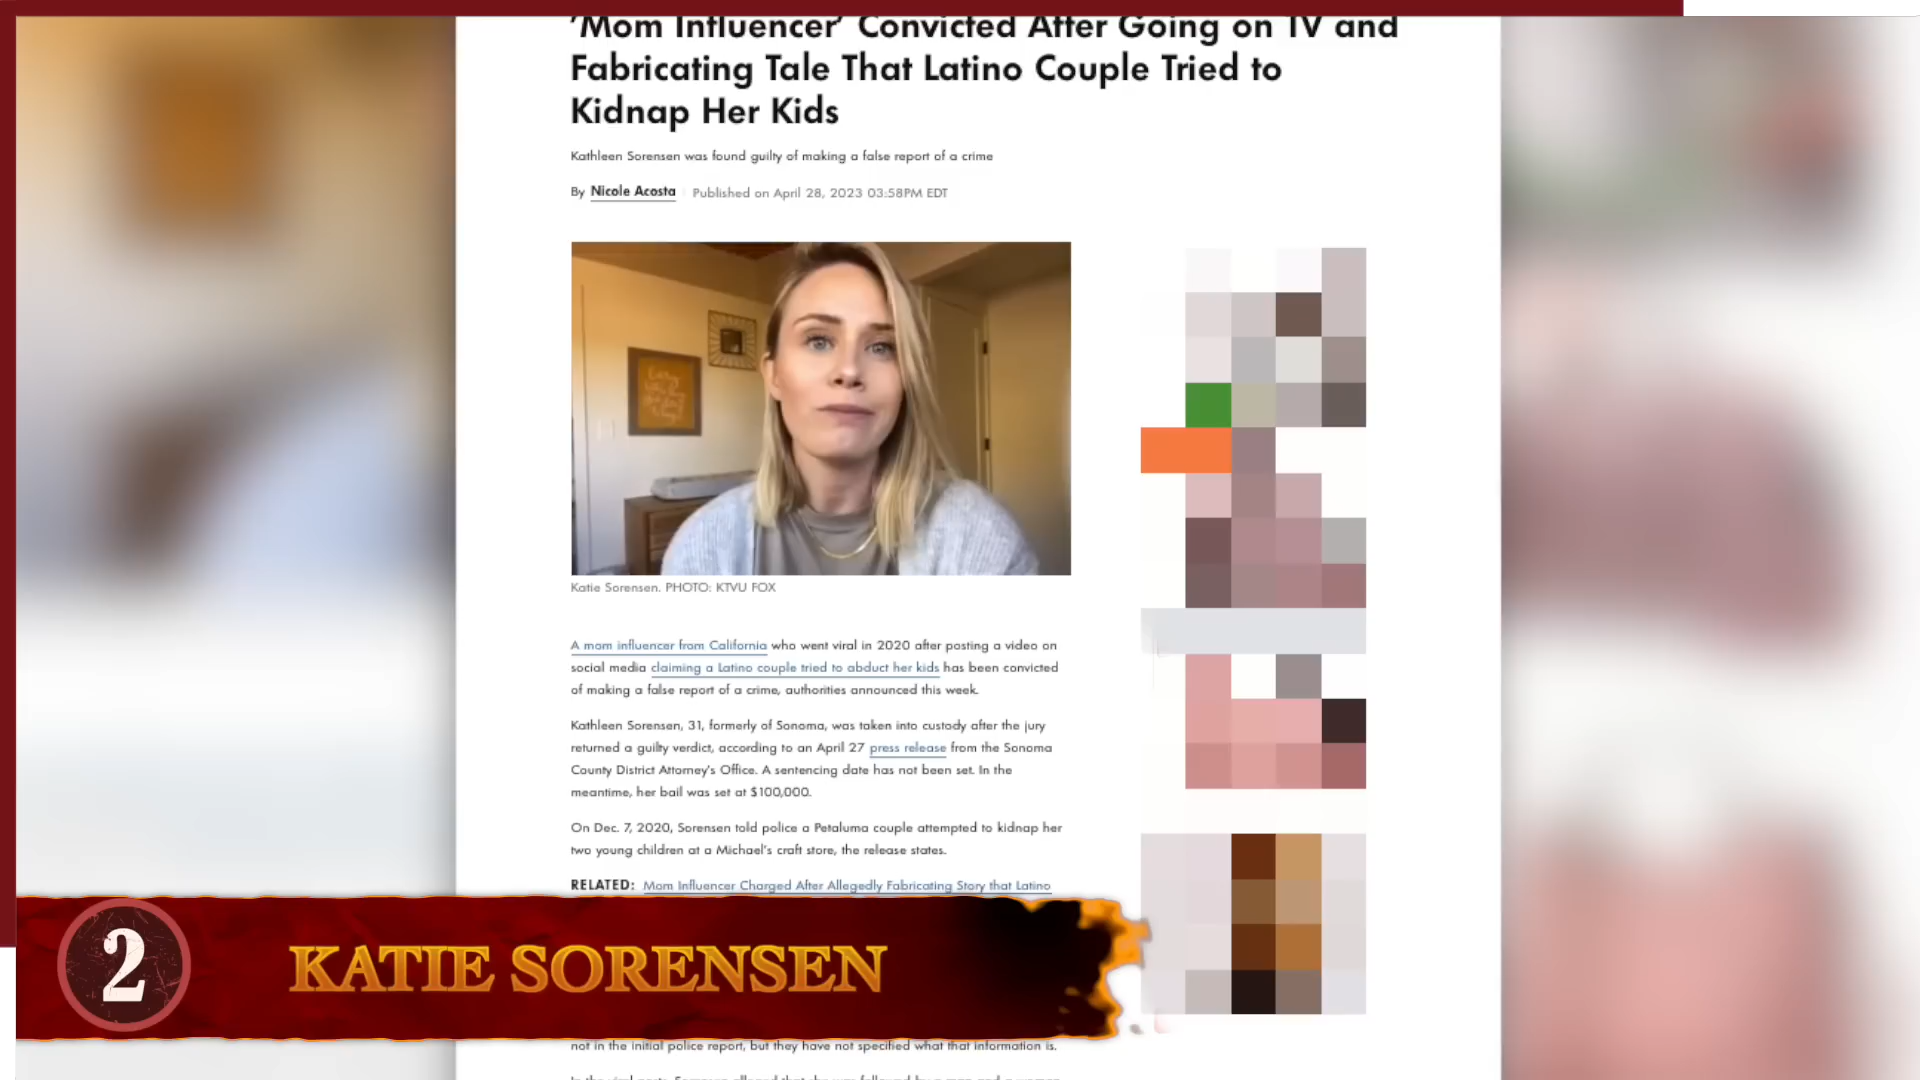 'Mom Influencer' Convicted After Going on TV and
Fabricating Tale That Latino Couple Tried to
Kidnap Her Kids
Kathleen Sorensen was found guilty of making a false report of a crime
By Nicole Acosta Published on April 28, 2023 03:58PM EDT
Katie Sorensen. PHOTO: KTVU FOX
A mom influencer from California who went viral in 2020 after posting a video on
social media claiming a Latino couple tried to abduct her kids has been convicted
of making a false report of a crime, authorities announced this week.
Kathleen Sorensen, 31, formerly of Sonoma, was taken into custody after the jury
returned a guilty verdict, according to an April 27 press release from the Sonoma
County District Attorney's Office. A sentencing date has not been set. In the
meantime, her bail was set at $100,000.
On Dec. 7, 2020, Sorensen told police a Petaluma couple attempted to kidnap her
two young children at a Michael's craft store, the release states.
RELATED: Mom Influencer Charged After Allegedly Fabricating Story that Latino
2
KATIE SORENSEN
not in the initial police report, but they have not specified what that information is.